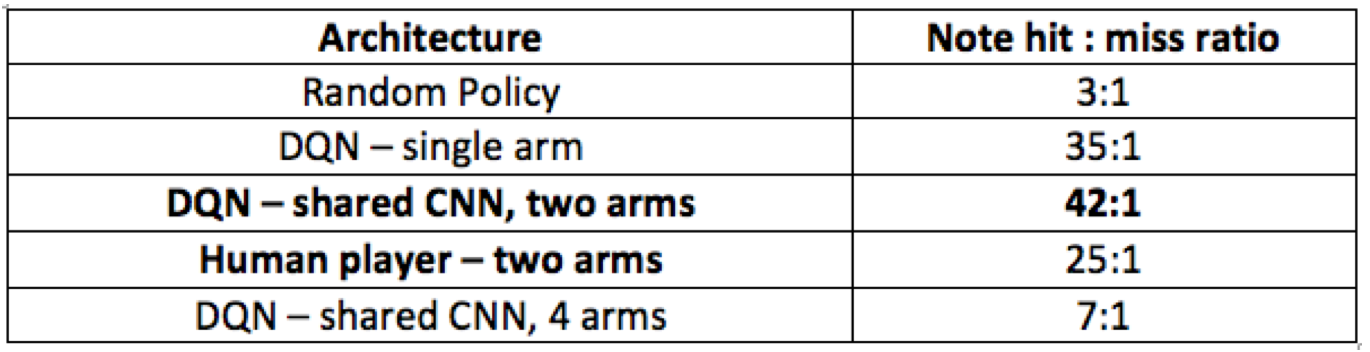 Architecture Note hit : miss ratio
Random Policy 3:1
DQN – single arm 35:1
DQN – shared CNN, two arms 42:1
Human player – two arms 25:1
DQN – shared CNN, 4 arms 7:1